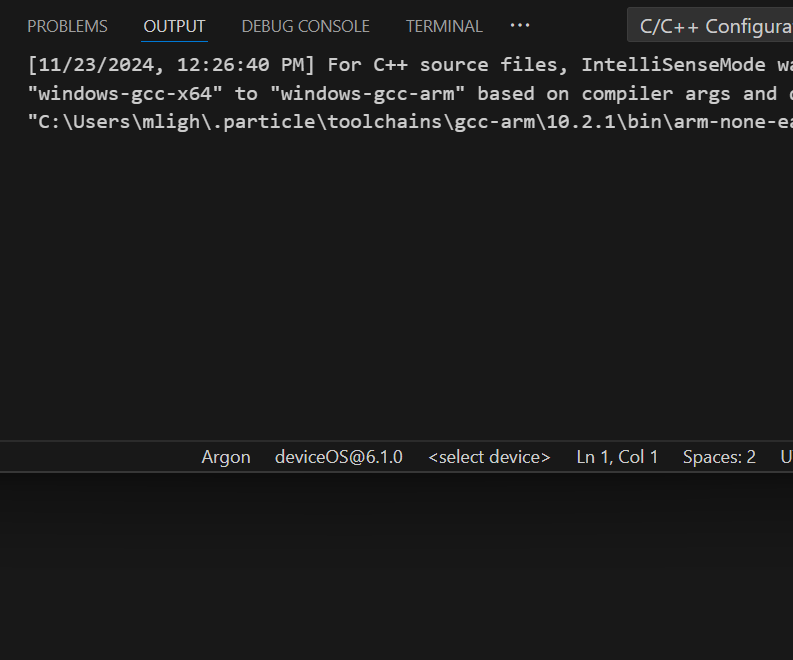 PROBLEMS OUTPUT DEBUG CONSOLE TERMINAL ··· C/C++ Configura
[11/23/2024, 12:26:40 PM] For C++ source files, IntelliSenseMode wa
"windows-gcc-x64" to "windows-gcc-arm" based on compiler args and
"C:\Users\mligh\.particle\toolchains\gcc-arm\10.2.1\bin\arm-none-ea
Argon deviceOS@6.1.0 <select device> Ln 1, Col 1 Spaces: 2 U